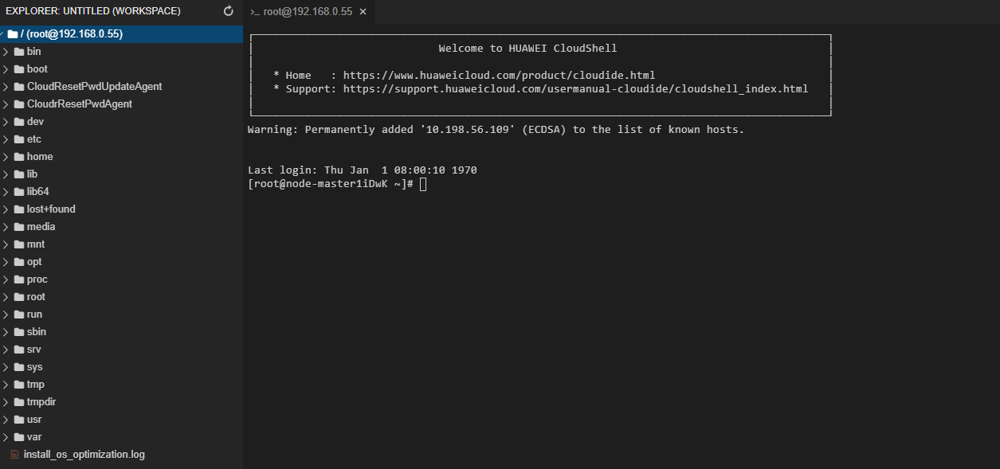 EXPLORER: UNTITLED (WORKSPACE)
/ (root@192.168.0.55)
bin
boot
CloudResetPwdUpdateAgent
CloudrResetPwdAgent
dev
etc
home
lib
lib64
lost+found
media
mnt
opt
proc
root
run
sbin
srv
sys
tmp
tmpdir
usr
var
install_os_optimization.log
>_ root@192.168.0.55 ×
Welcome to HUAWEI CloudShell
* Home   : https://www.huaweicloud.com/product/cloudide.html
* Support: https://support.huaweicloud.com/usermanual-cloudide/cloudshell_index.html
Warning: Permanently added '10.198.56.109' (ECDSA) to the list of known hosts.
Last login: Thu Jan  1 08:00:10 1970
[root@node-master1iDwK ~]#